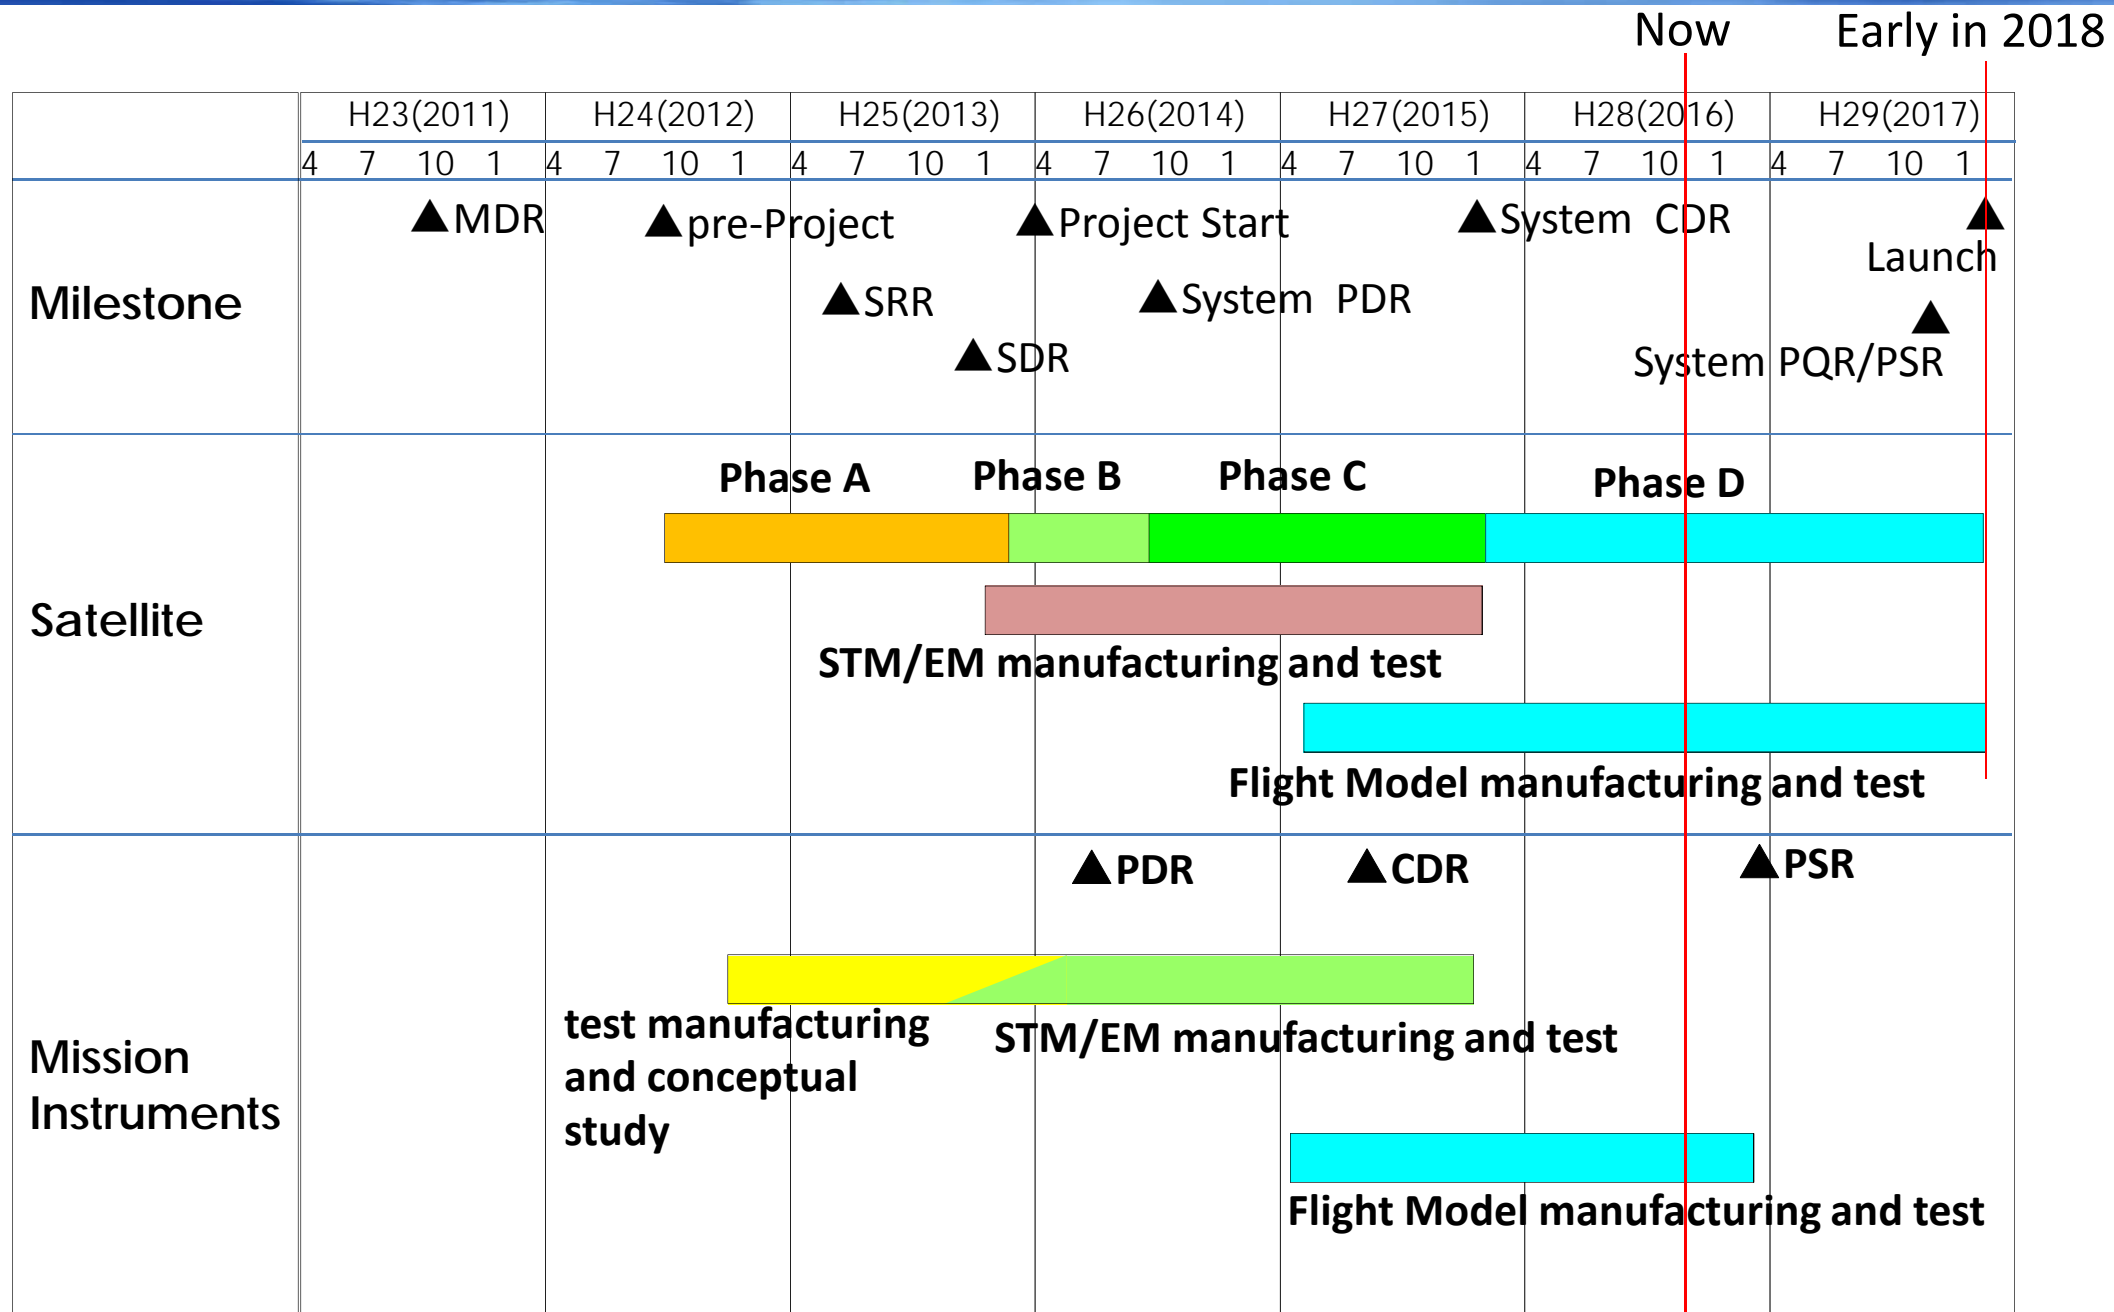 Now Early in 2018
H23(2011) H24(2012) H25(2013) H26(2014) H27(2015) H28(2016) H29(2017)
4 7 10 1 4 7 10 1 4 7 10 1 4 7 10 1 4 7 10 1 4 7 10 1 4 7 10 1
Milestone
▲MDR ▲pre-Project ▲Project Start ▲System CDR ▲
Launch
▲SRR ▲System PDR ▲
▲SDR System PQR/PSR
Satellite
Phase A Phase B Phase C Phase D
STM/EM manufacturing and test
Flight Model manufacturing and test
Mission
Instruments
▲PDR ▲CDR ▲PSR
test manufacturing
and conceptual
study
STM/EM manufacturing and test
Flight Model manufacturing and test